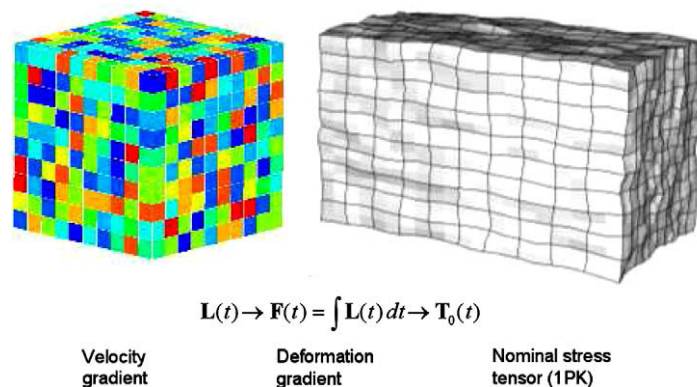 L(t) → F(t) = ∫ L(t) dt → T₀(t)
Velocity gradient
Deformation gradient
Nominal stress tensor (1PK)